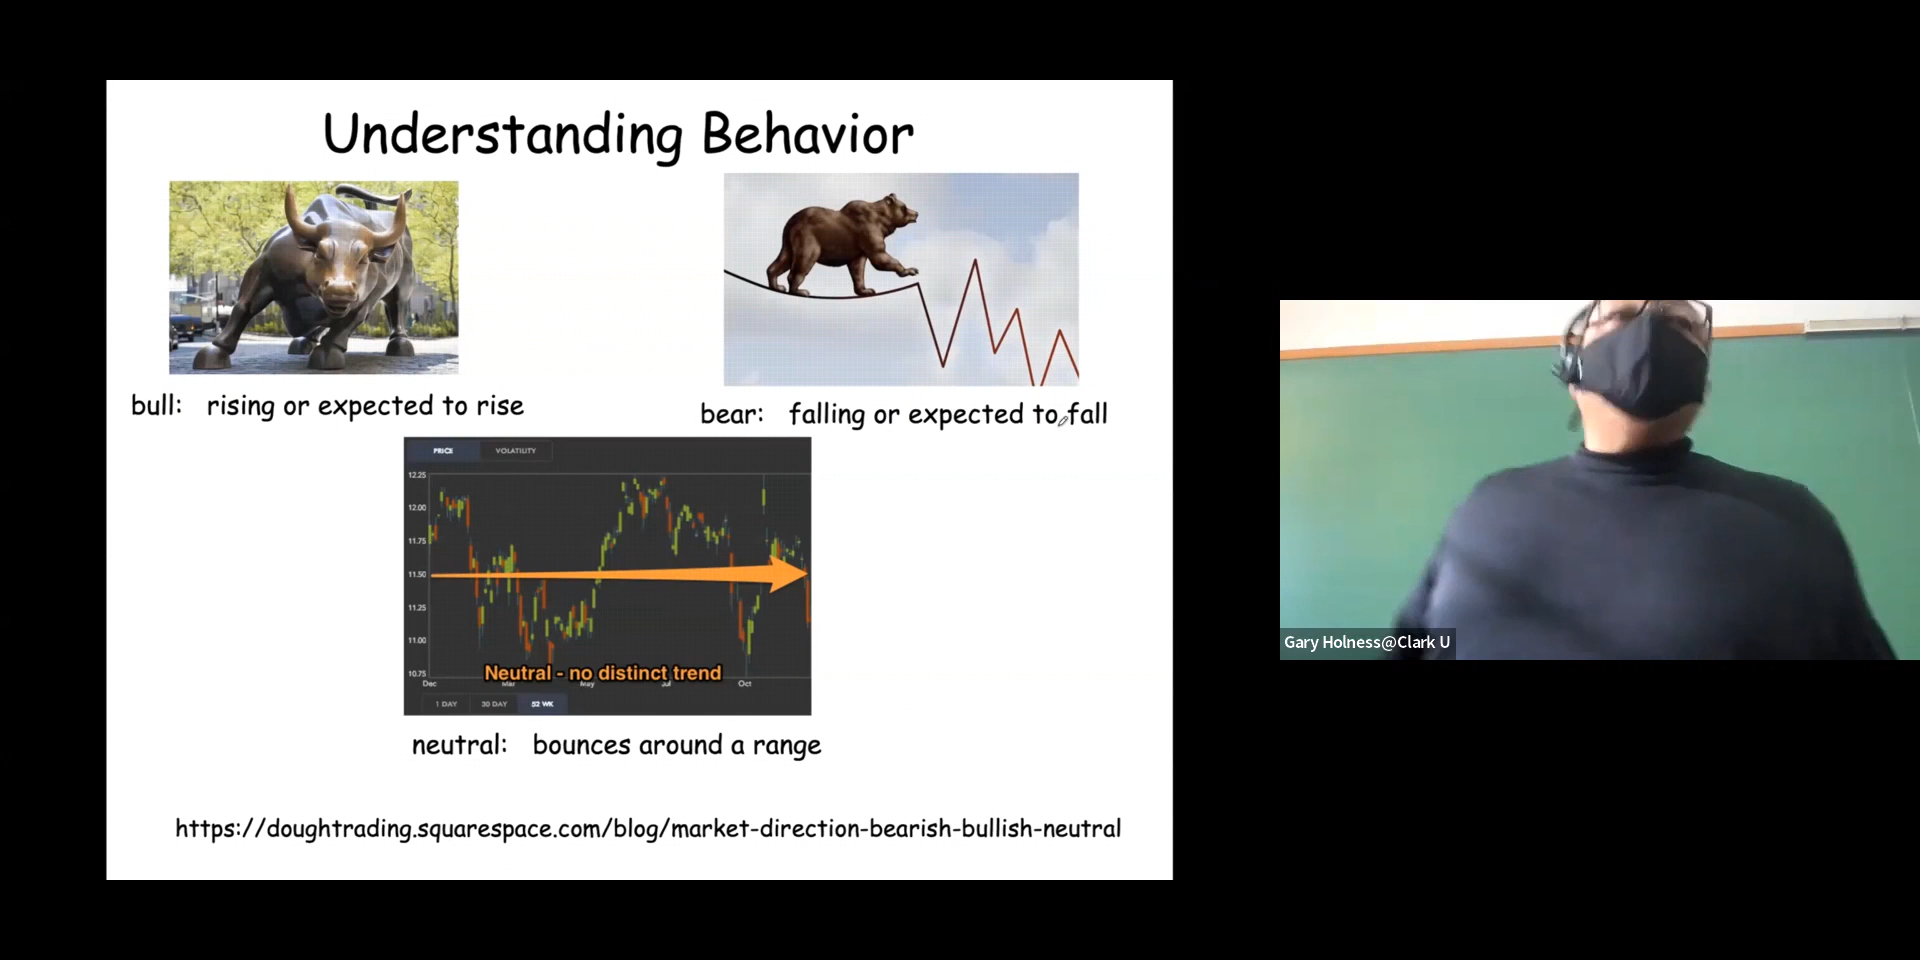 Understanding Behavior
bull: rising or expected to rise
bear: falling or expected to fall
PRICE VOLATILITY
12.25
12.00
11.75
11.50
11.25
11.00
10.75
Neutral - no distinct trend
Dec Mar May Jul Oct
1 DAY 30 DAY 52 WK
neutral: bounces around a range
https://doughtrading.squarespace.com/blog/market-direction-bearish-bullish-neutral
Gary Holness@Clark U